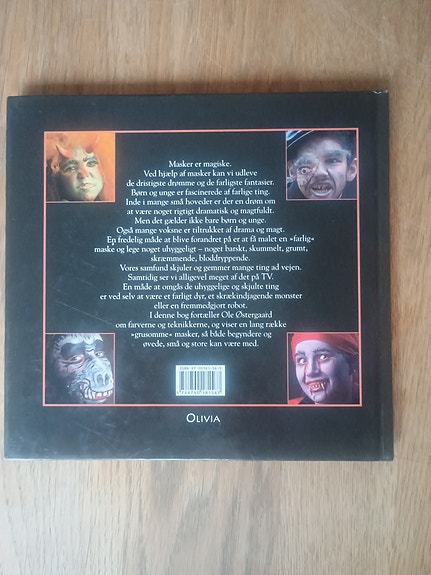 Masker er magiske.
Ved hjælp af masker kan vi udleve
de dristigste drømme og de farligste fantasier.
Børn og unge er fascinerede af farlige ting.
Inde i mange små hoveder er der en drøm om
at være noget rigtigt dramatisk og magtfuldt.
Men det gælder ikke bare børn og unge.
Også mange voksne er tiltrukket af drama og magt.
En fredelig måde at blive forandret på er at få malet en »farlig«
maske og lege noget uhyggeligt – noget barskt, skummelt, grumt,
skræmmende, bloddryppende.
Vores samfund skjuler og gemmer mange ting ad vejen.
Samtidig ser vi alligevel meget af det på TV.
En måde at omgås de uhyggelige og skjulte ting
er ved selv at være et farligt dyr, et skrækindjagende monster
eller en fremmedgjort robot.
I denne bog fortæller Ole Østergaard
om farverne og teknikkerne, og viser en lang række
»grusomme« masker, så både begyndere og
øvede, små og store kan være med.
OLIVIA